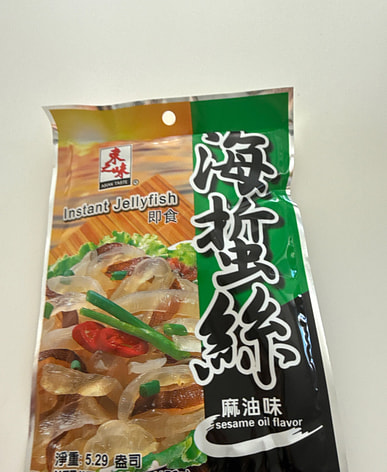 東之味
ASIAN TASTE
Instant Jellyfish
即食
海蜇絲
麻油味
sesame oil flavor
淨重 5.29 盎司